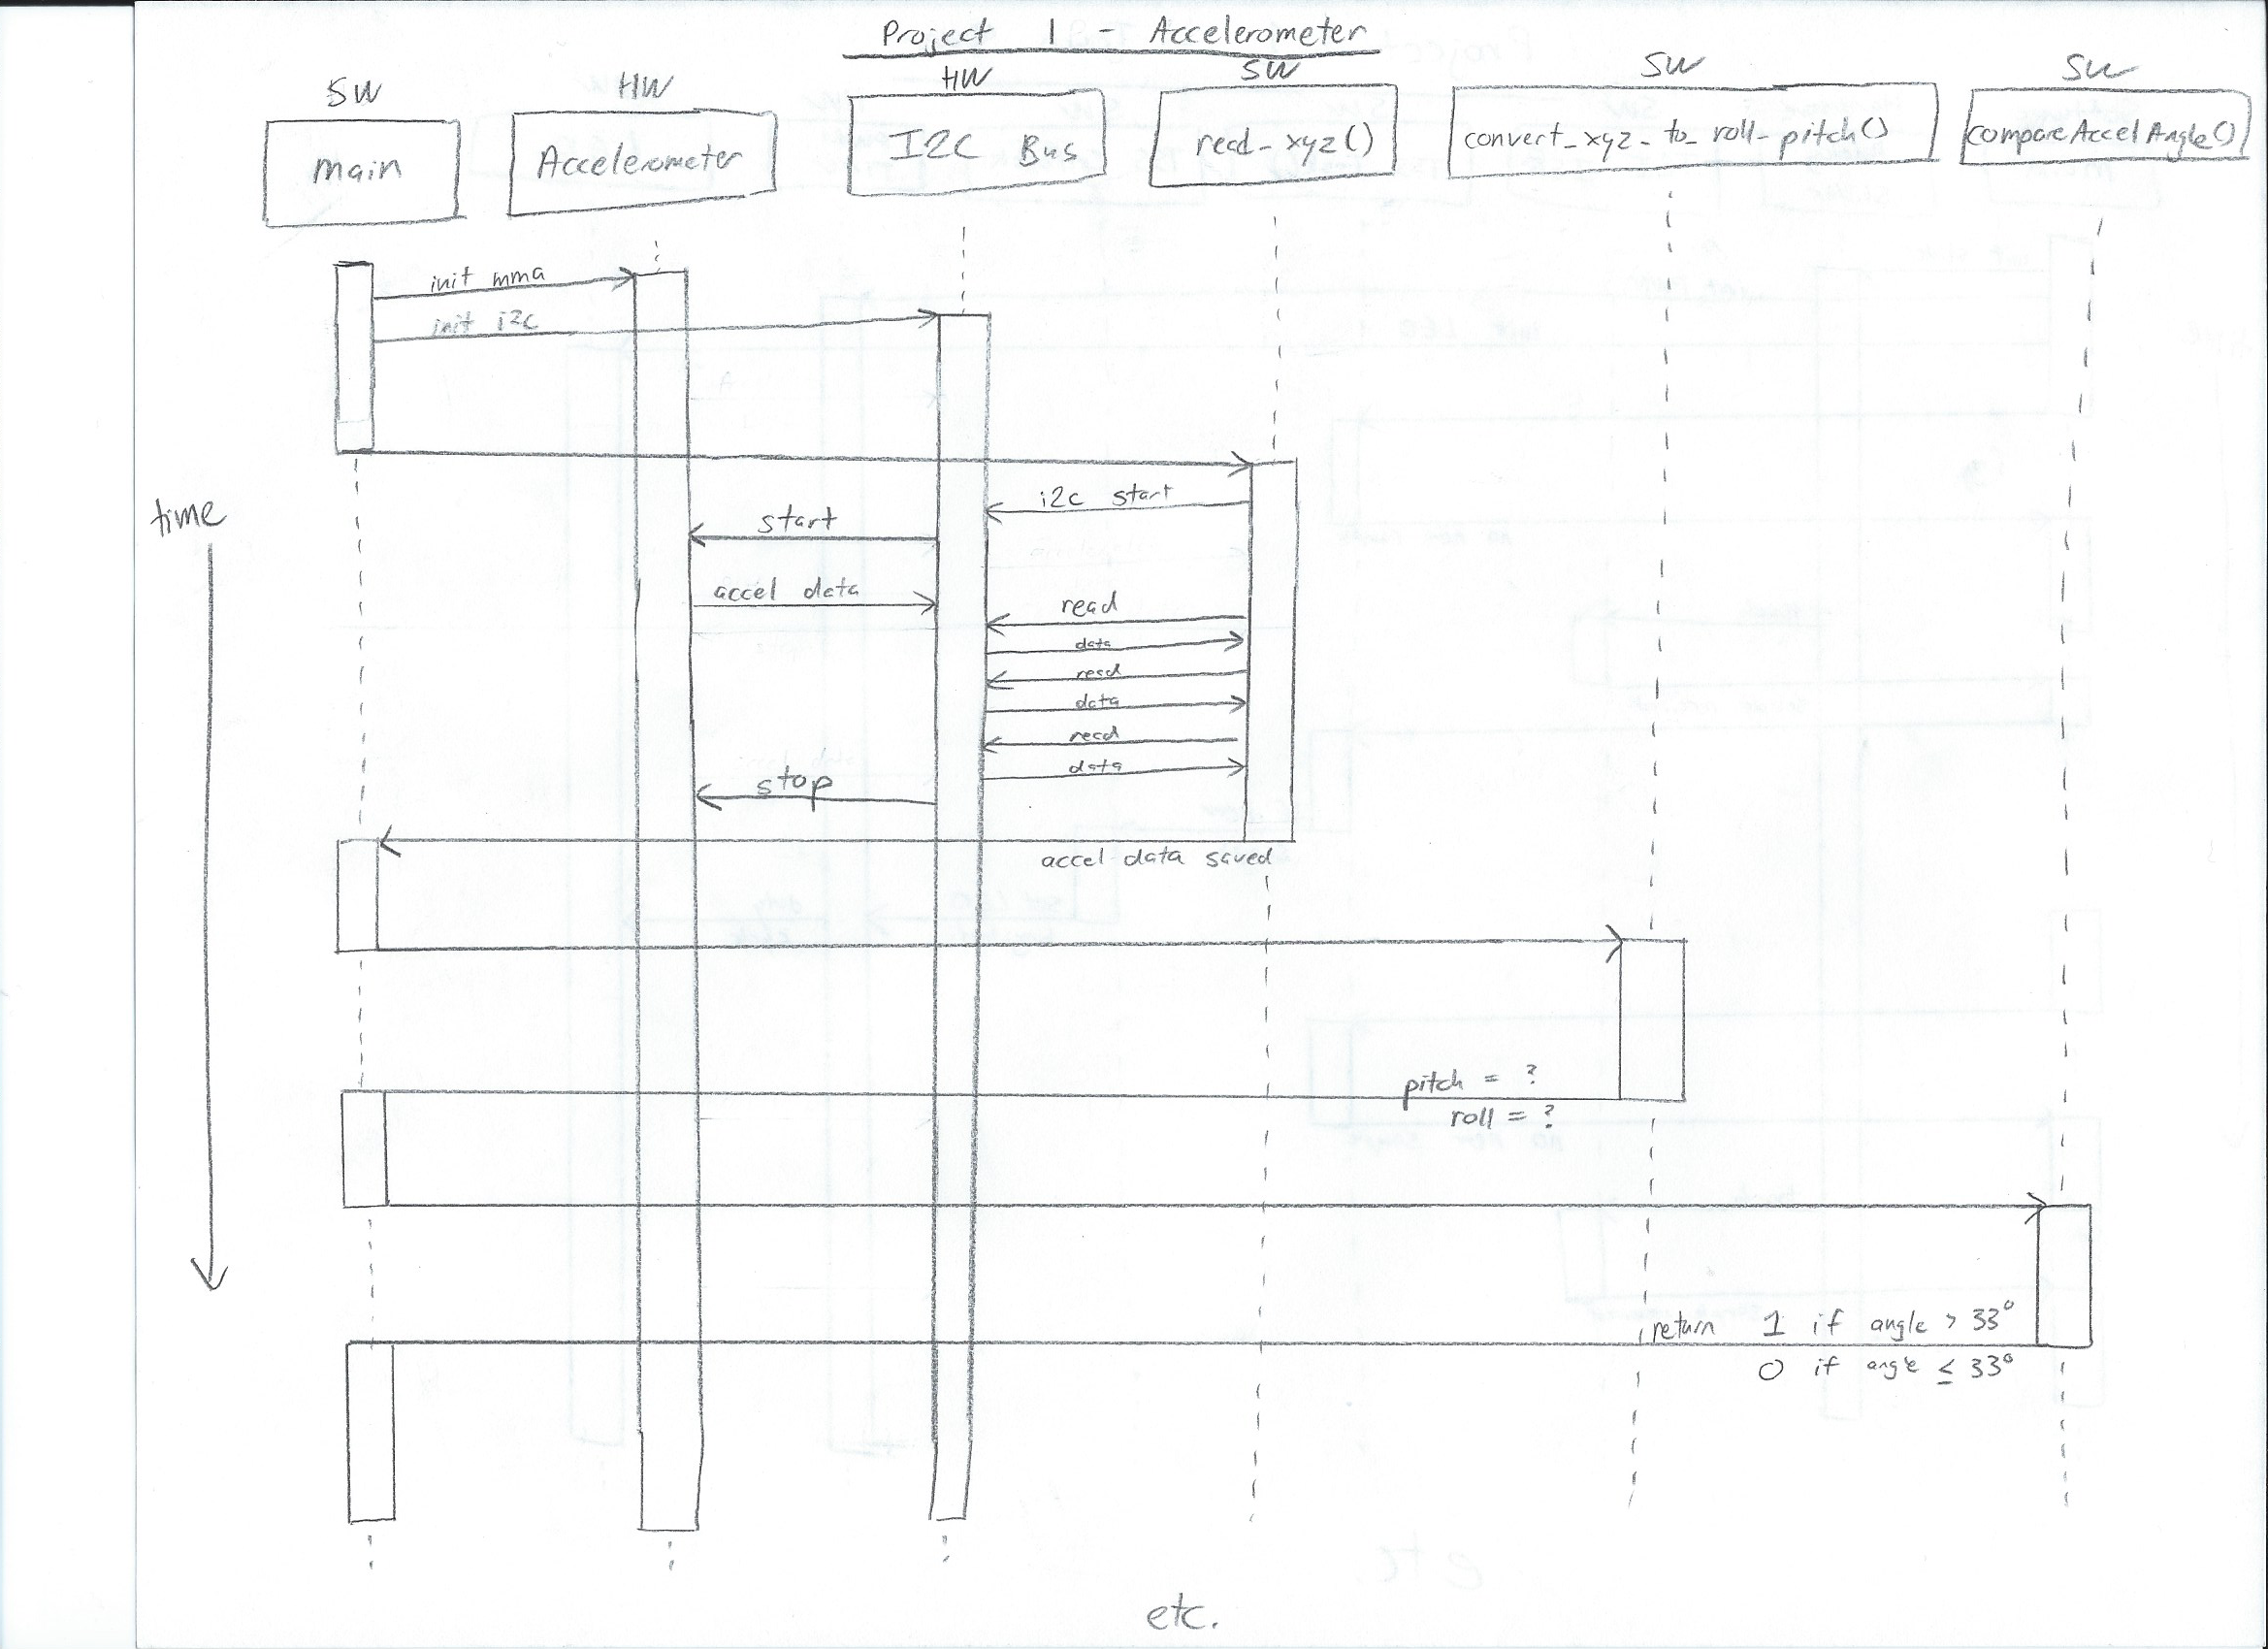 Project 1 - Accelerometer
SW
HW
HW
SW
SW
SW
main
Accelerometer
I2C Bus
read_xyz()
convert_xyz_to_roll_pitch()
compareAccelAngle()
init mma
init i2c
time
i2c start
start
accel data
read
data
read
data
read
data
stop
accel data saved
pitch = ?
roll = ?
return 1 if angle > 33°
0 if angle ≤ 33°
etc.